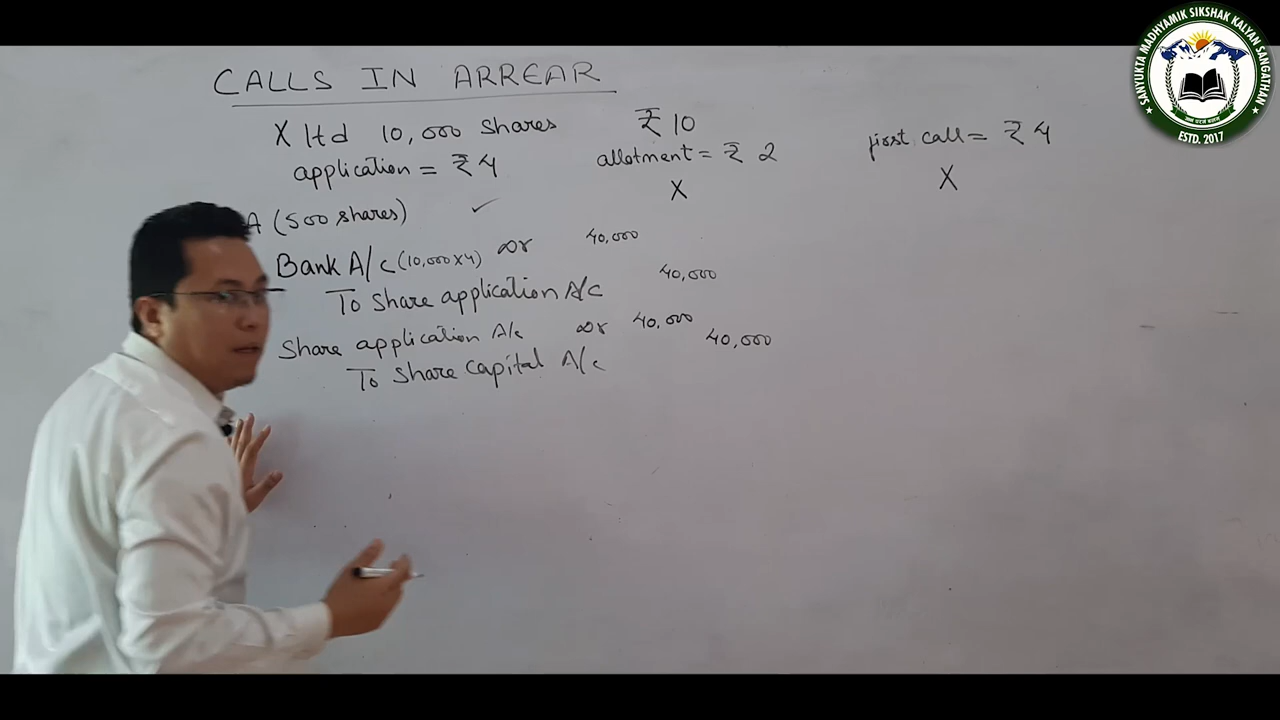 CALLS IN ARREAR
X ltd 10,000 shares ₹ 10
application = ₹ 4 allotment = ₹ 2 first call = ₹ 4
X X
A (500 shares) ✓
Bank A/c (10,000 x 4) Dr 40,000
To Share application A/c 40,000
Share application A/c Dr 40,000
To Share Capital A/c 40,000
SANYUKTA MADHYAMIK SIKSHAK KALYAN SANGATHAN
ESTD. 2017